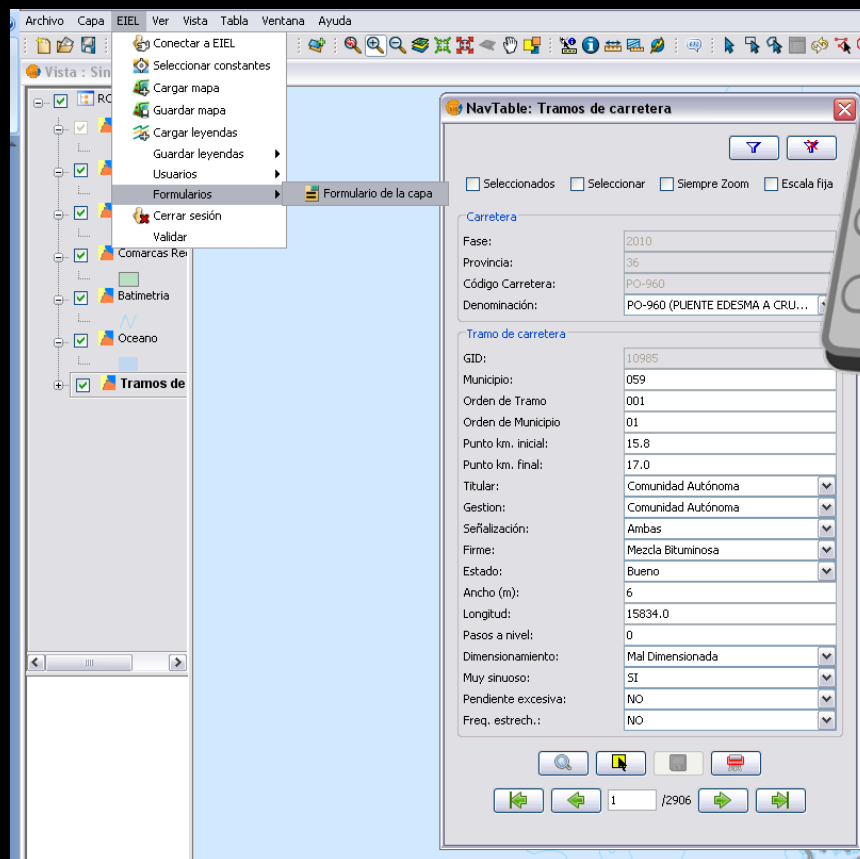 Archivo Capa EIEL Ver Vista Tabla Ventana Ayuda
Conectar a EIEL
Seleccionar constantes
Cargar mapa
Guardar mapa
Cargar leyendas
Guardar leyendas
Usuarios
Formularios
Formulario de la capa
Cerrar sesión
Validar
Vista : Sin
RC
Comarcas Re
Batimetria
Oceano
Tramos de
NavTable: Tramos de carretera
Seleccionados Seleccionar Siempre Zoom Escala fija
Carretera
Fase: 2010
Provincia: 36
Código Carretera: PO-960
Denominación: PO-960 (PUENTE EDESMA A CRU...
Tramo de carretera
GID: 10985
Municipio: 059
Orden de Tramo 001
Orden de Municipio 01
Punto km. inicial: 15.8
Punto km. final: 17.0
Titular: Comunidad Autónoma
Gestion: Comunidad Autónoma
Señalización: Ambas
Firme: Mezcla Bituminosa
Estado: Bueno
Ancho (m): 6
Longitud: 15834.0
Pasos a nivel: 0
Dimensionamiento: Mal Dimensionada
Muy sinuoso: SI
Pendiente excesiva: NO
Freq. estrech.: NO
1 /2906